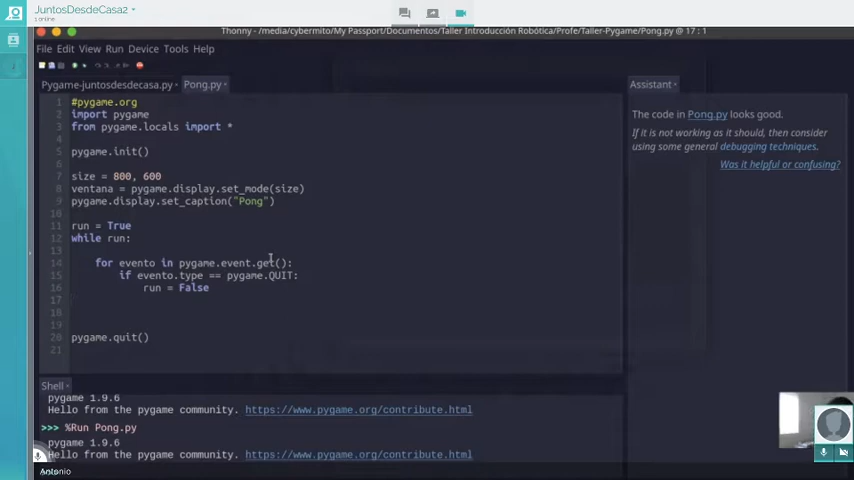 JuntosDesdeCasa2
1 online
Thonny - /media/cybermito/My Passport/Documentos/Taller Introducción Robótica/Profe/Taller-Pygame/Pong.py @ 17 : 1
File Edit View Run Device Tools Help
Pygame-juntosdesdecasa.py
Pong.py
1 #pygame.org
2 import pygame
3 from pygame.locals import *
4
5 pygame.init()
6
7 size = 800, 600
8 ventana = pygame.display.set_mode(size)
9 pygame.display.set_caption("Pong")
10
11 run = True
12 while run:
13
14 for evento in pygame.event.get():
15 if evento.type == pygame.QUIT:
16 run = False
17
18
19
20 pygame.quit()
21
Assistant
The code in Pong.py looks good.
If it is not working as it should, then consider
using some general debugging techniques.
Was it helpful or confusing?
Shell
pygame 1.9.6
Hello from the pygame community. https://www.pygame.org/contribute.html
>>> %Run Pong.py
pygame 1.9.6
Hello from the pygame community. https://www.pygame.org/contribute.html
Antonio